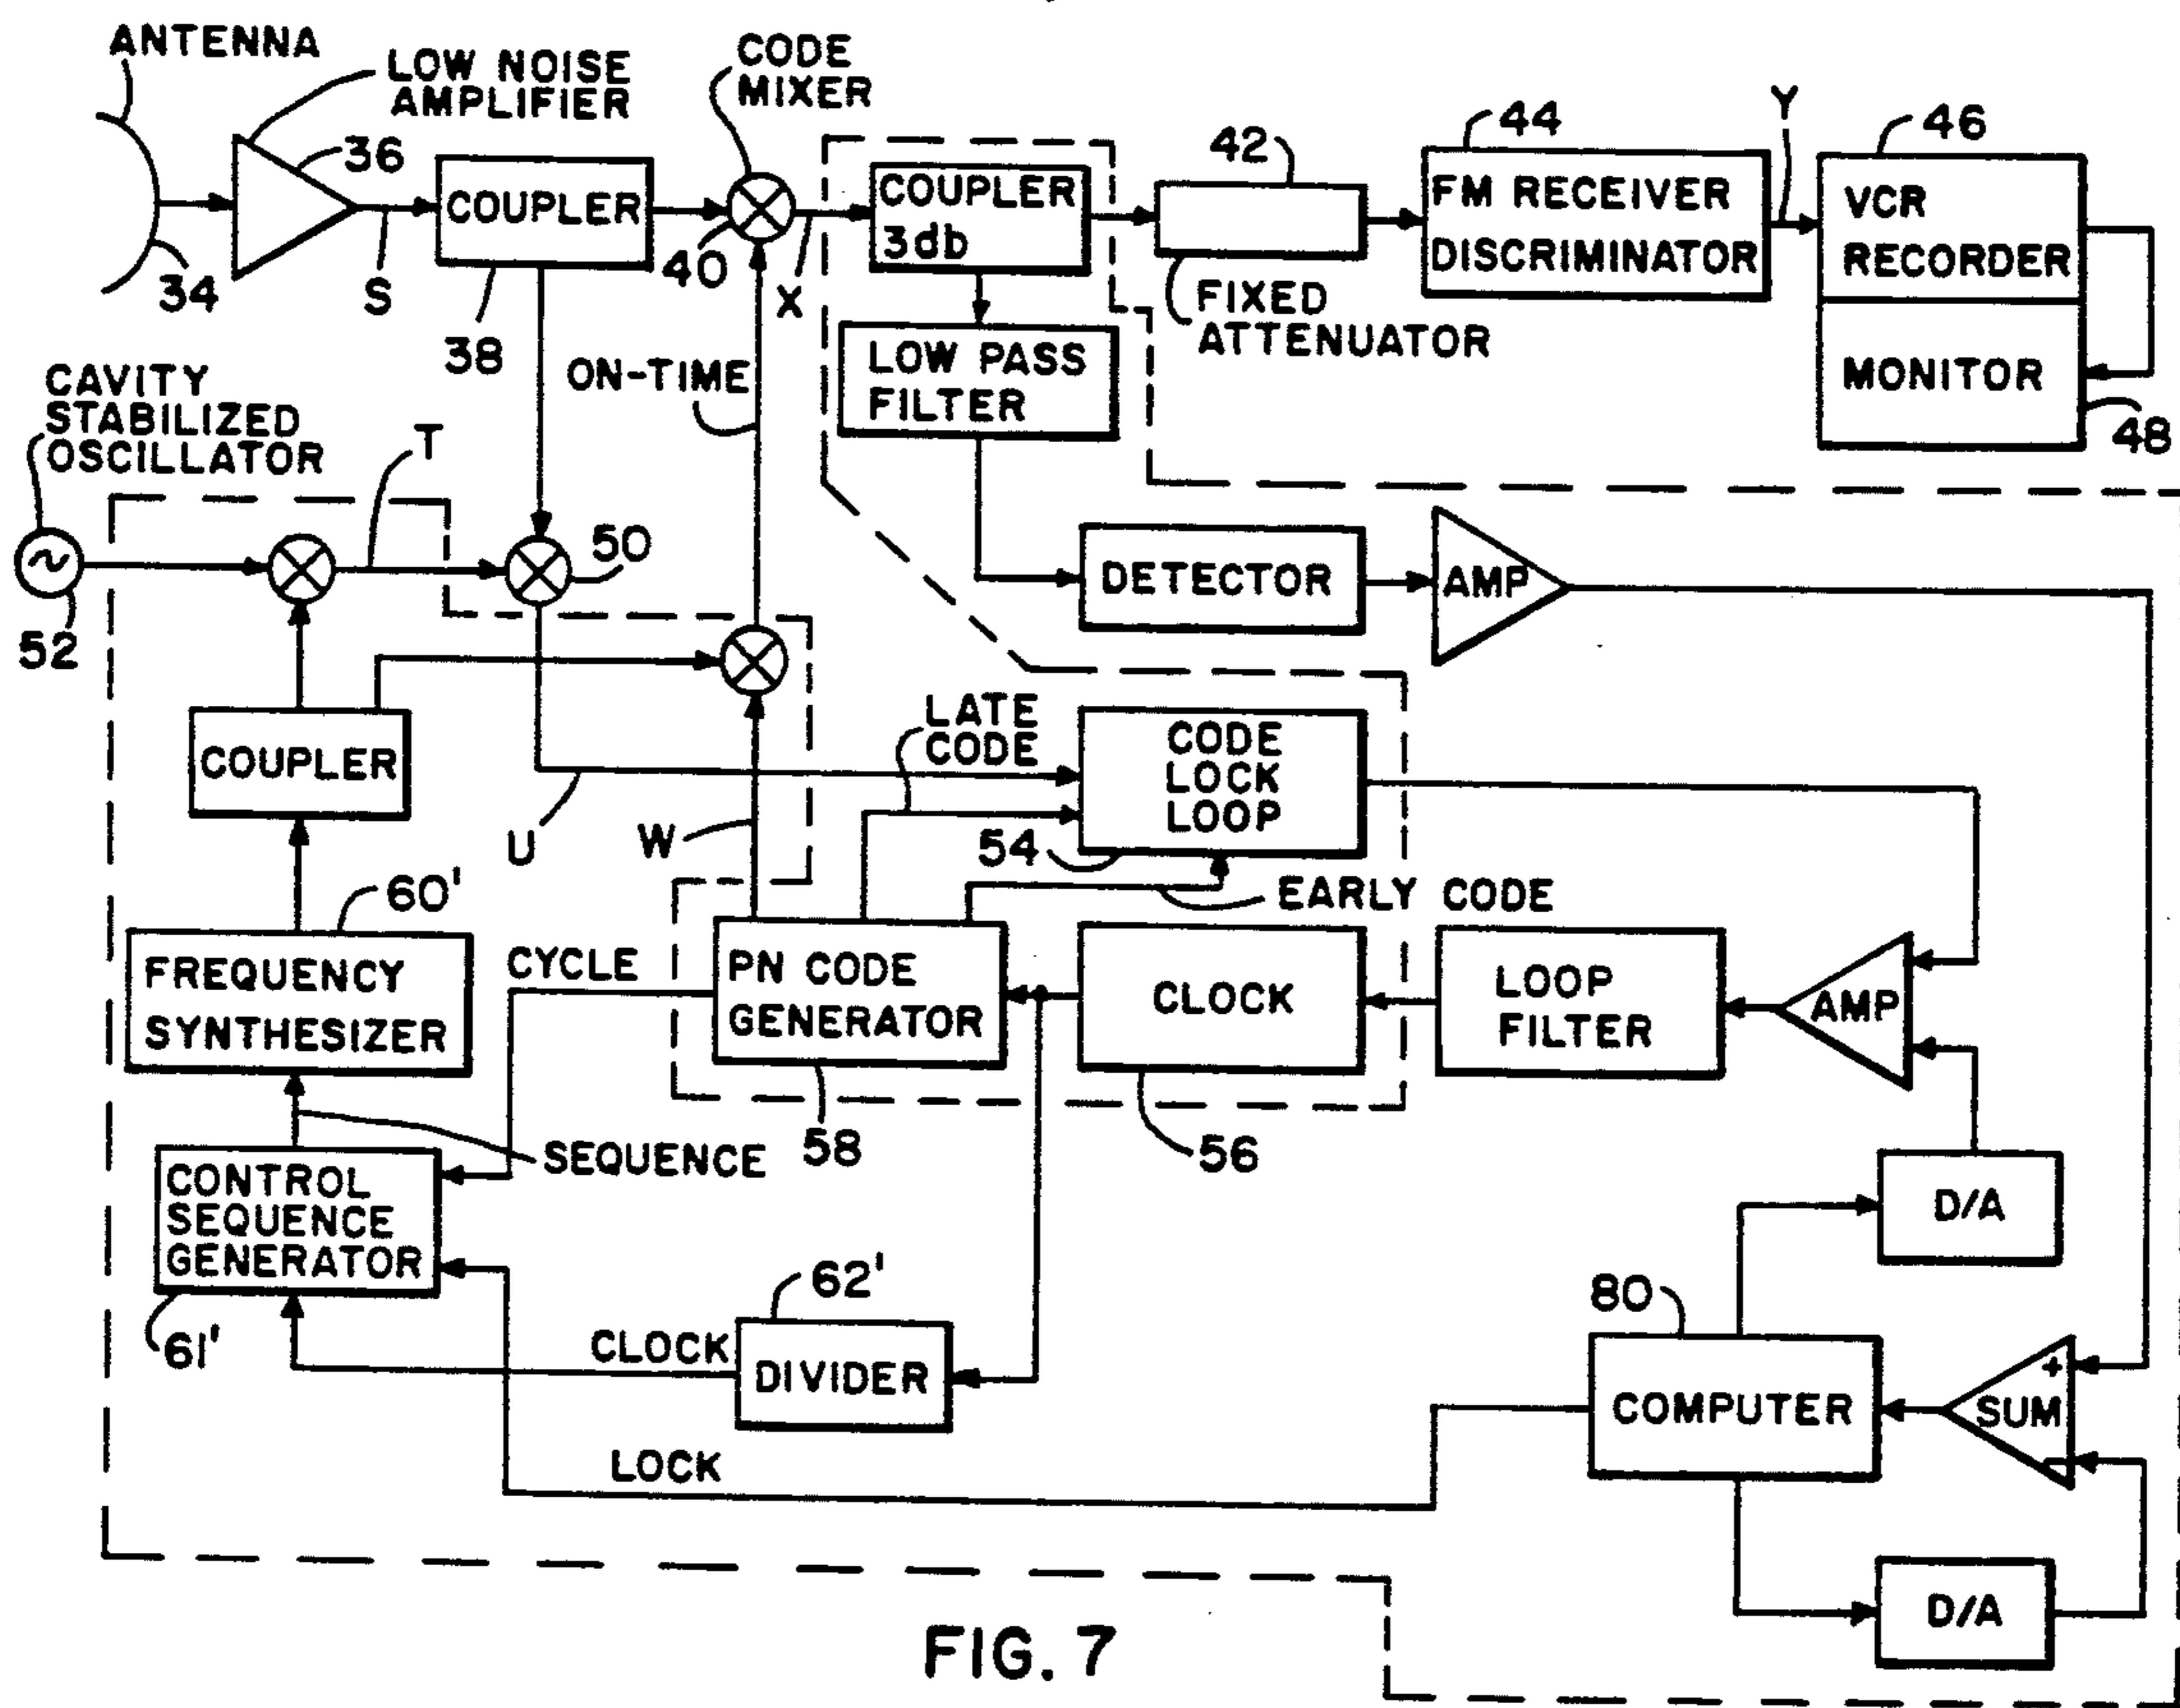 ANTENNA
LOW NOISE
AMPLIFIER
36
34
S
COUPLER
38
CODE
MIXER
40
X
ON-TIME
COUPLER
3db
LOW PASS
FILTER
42
FIXED
ATTENUATOR
44
FM RECEIVER
DISCRIMINATOR
Y
46
VCR
RECORDER
MONITOR
48
CAVITY
STABILIZED
OSCILLATOR
52
T
50
DETECTOR
AMP
COUPLER
U
W
LATE
CODE
CODE
LOCK
LOOP
54
EARLY CODE
60'
FREQUENCY
SYNTHESIZER
CYCLE
PN CODE
GENERATOR
58
CLOCK
56
LOOP
FILTER
AMP
SEQUENCE
CONTROL
SEQUENCE
GENERATOR
61'
62'
CLOCK
DIVIDER
LOCK
80
COMPUTER
D/A
+
SUM
-
D/A
FIG. 7